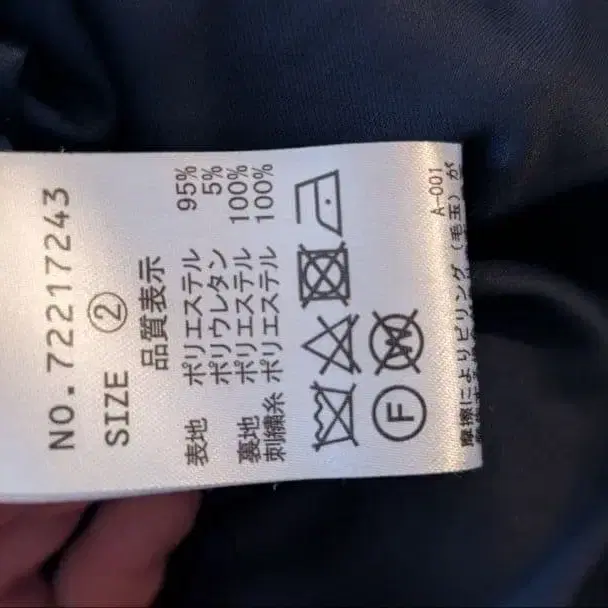 NO.72217243
SIZE ②
品質表示
表地 ポリエステル 95%
ポリウレタン 5%
裏地 ポリエステル 100%
刺繍糸 ポリエステル 100%
W
F
A-001
摩擦によりピリング(毛玉)が